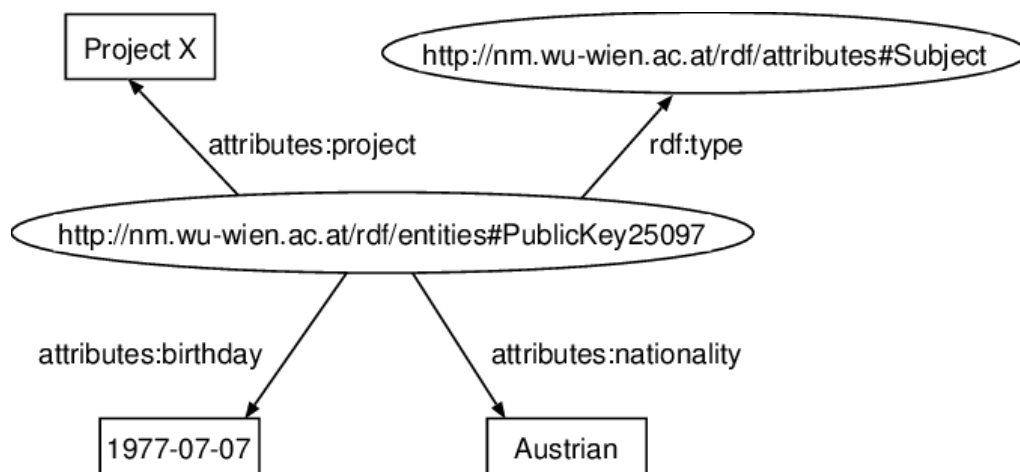 Project X
http://nm.wu-wien.ac.at/rdf/attributes#Subject
attributes:project
rdf:type
http://nm.wu-wien.ac.at/rdf/entities#PublicKey25097
attributes:birthday
attributes:nationality
1977-07-07
Austrian